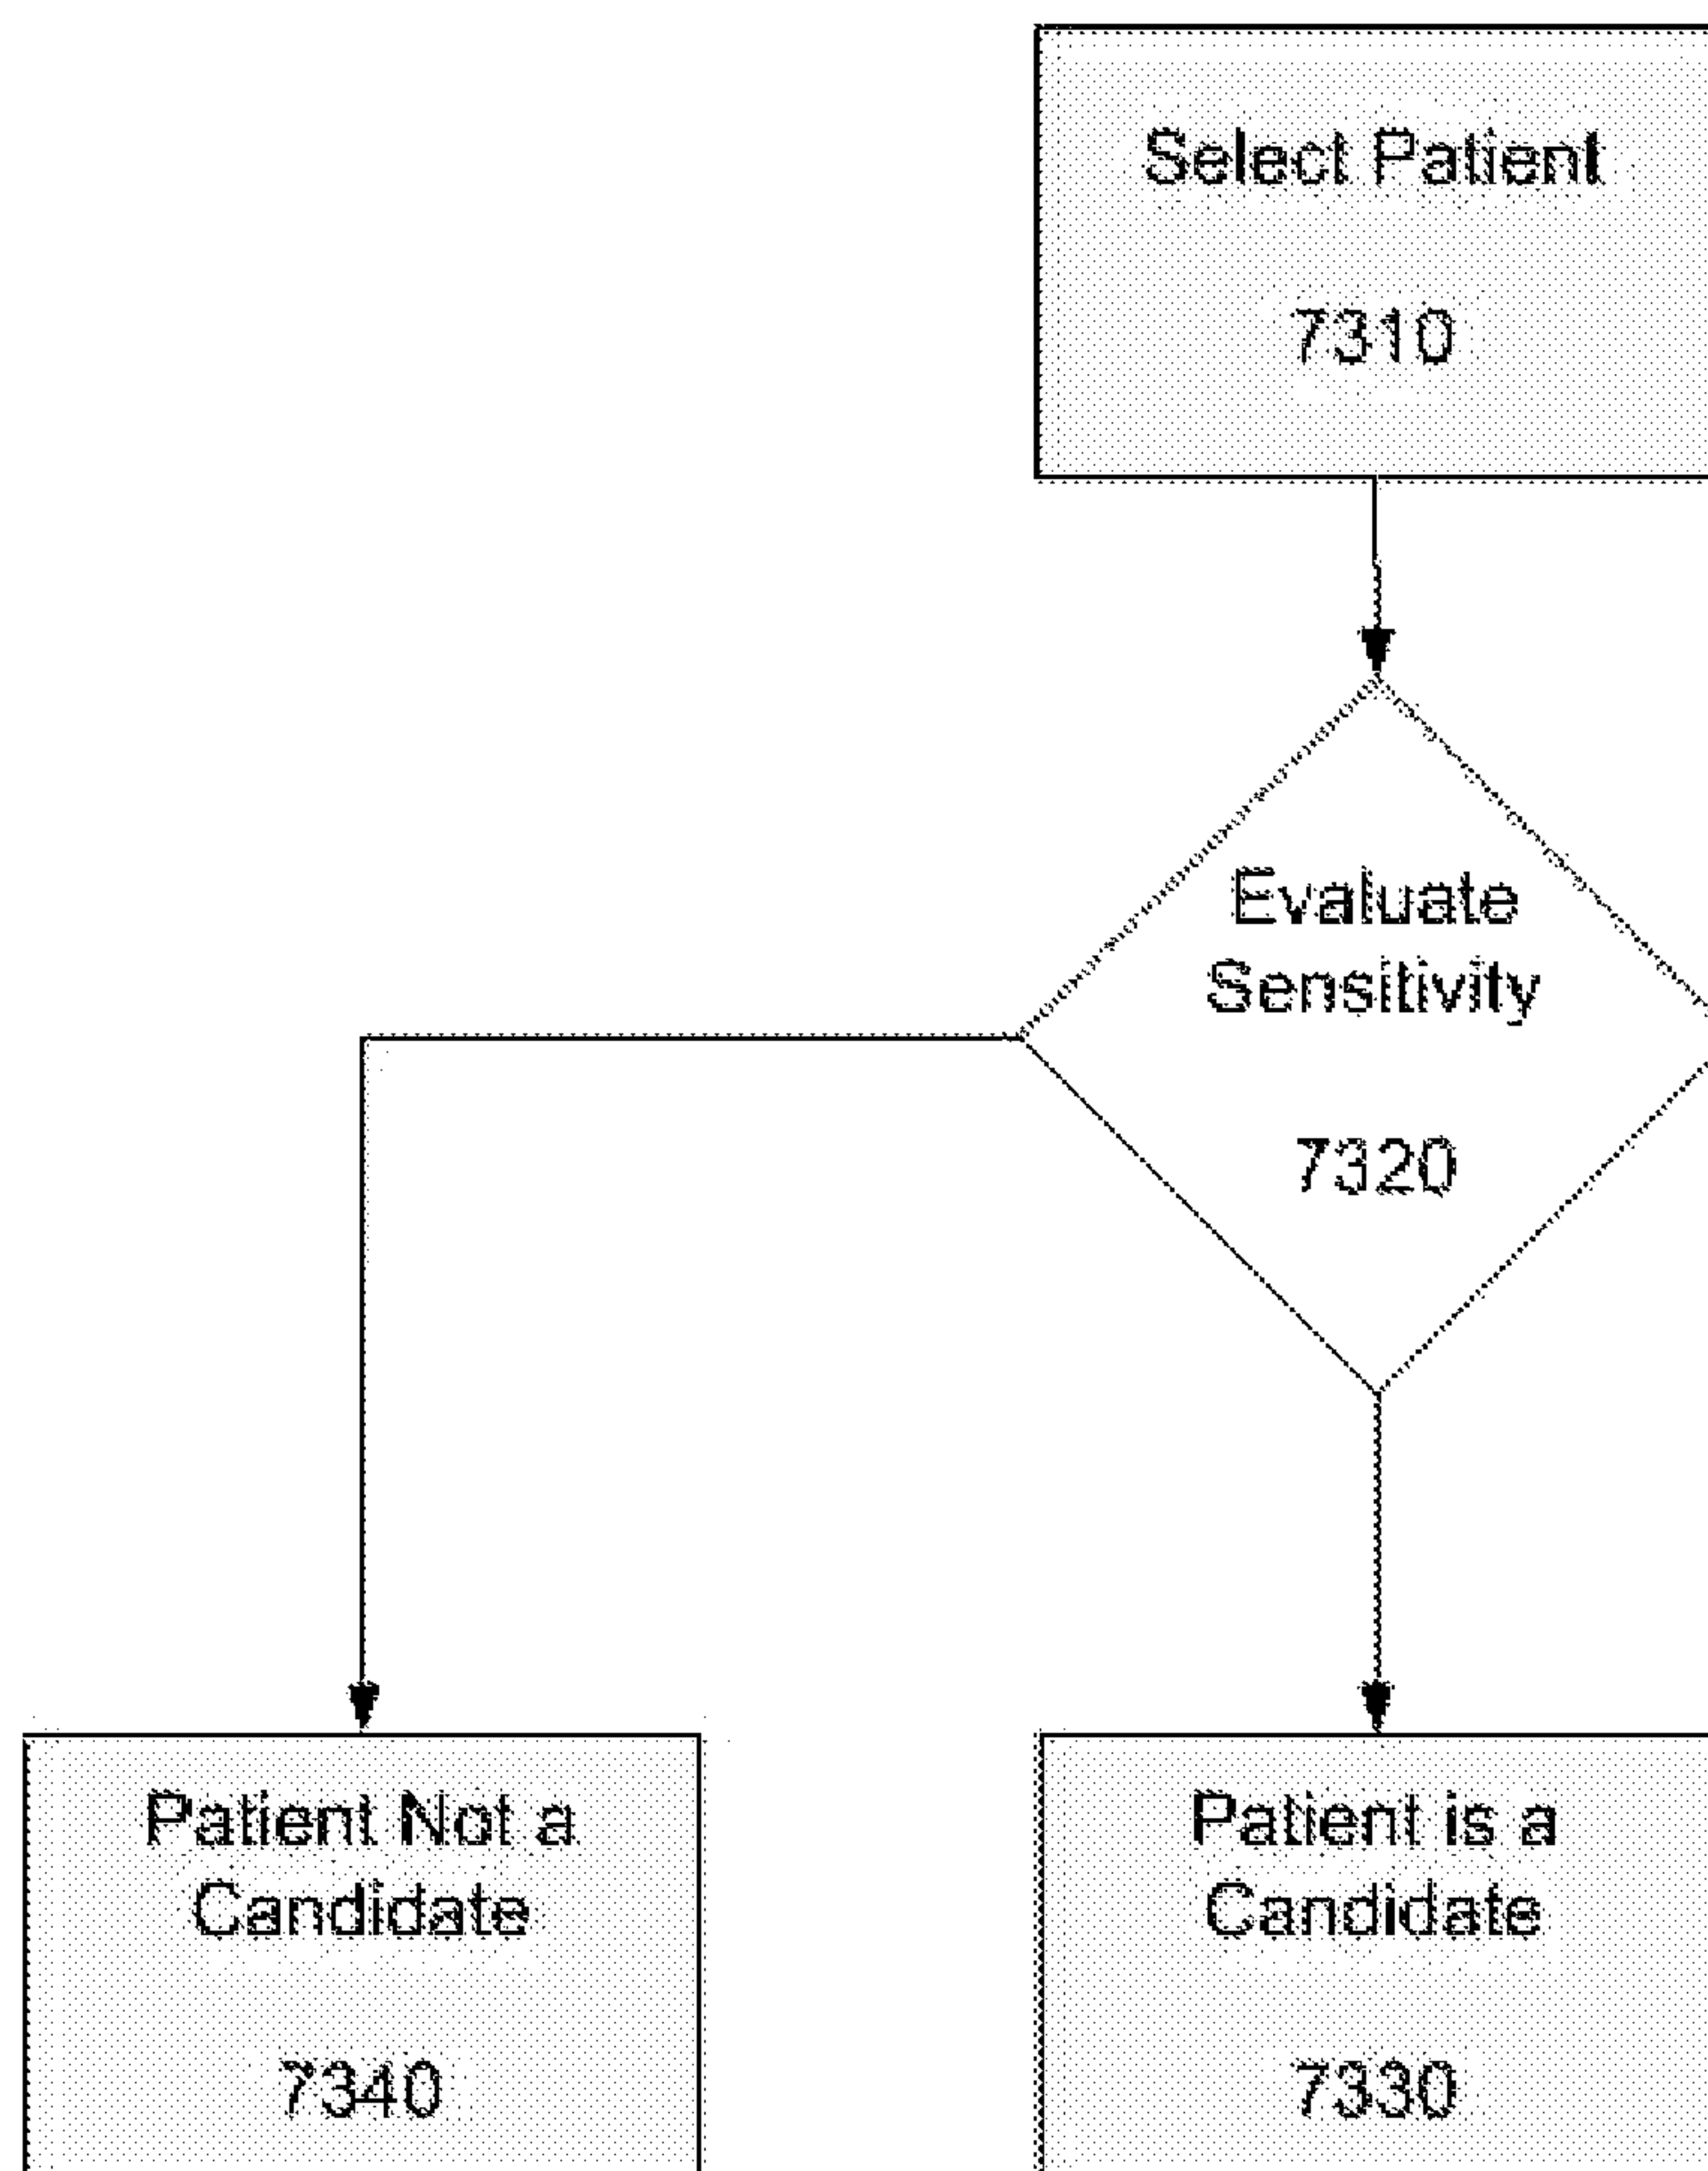 Select Patient
7310
Evaluate
Sensitivity
7320
Patient Not a
Candidate
7340
Patient is a
Candidate
7330